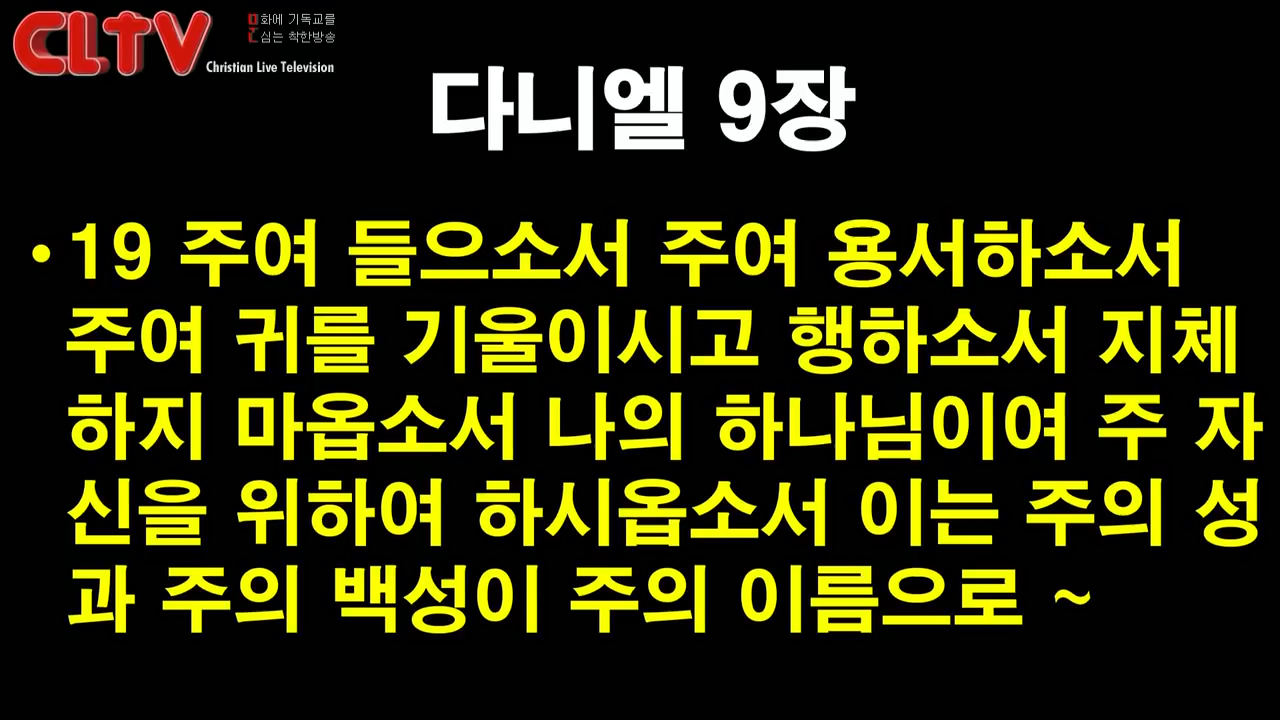 CLTV
화에 기독교를
심는 착한방송
Christian Live Television
다니엘 9장
• 19 주여 들으소서 주여 용서하소서
주여 귀를 기울이시고 행하소서 지체
하지 마옵소서 나의 하나님이여 주 자
신을 위하여 하시옵소서 이는 주의 성
과 주의 백성이 주의 이름으로 ~